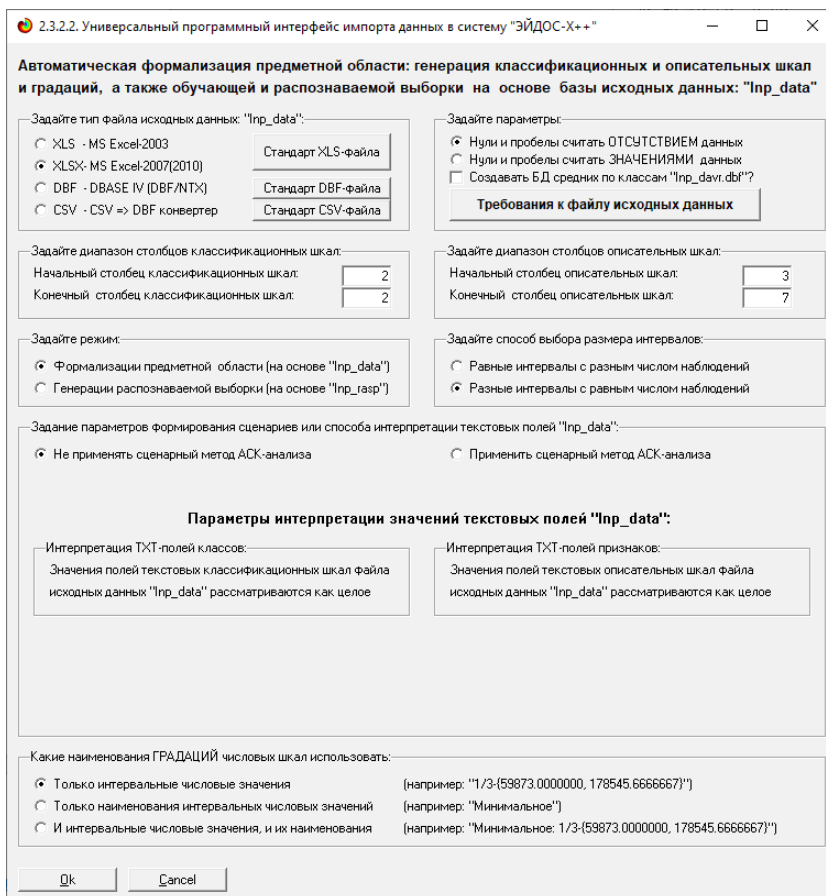 2.3.2.2. Универсальный программный интерфейс импорта данных в систему "ЭЙДОС-X++"
Автоматическая формализация предметной области: генерация классификационных и описательных шкал
и градаций, а также обучающей и распознаваемой выборки на основе базы исходных данных: "Inp_data"
Задайте тип файла исходных данных: "Inp_data":
XLS - MS Excel-2003
XLSX- MS Excel-2007(2010)
DBF - DBASE IV (DBF/NTX)
CSV - CSV => DBF конвертер
Стандарт XLS-файла
Стандарт DBF-файла
Стандарт CSV-файла
Задайте параметры:
Нули и пробелы считать ОТСУТСТВИЕМ данных
Нули и пробелы считать ЗНАЧЕНИЯМИ данных
Создавать БД средних по классам "Inp_davr.dbf"?
Требования к файлу исходных данных
Задайте диапазон столбцов классификационных шкал:
Начальный столбец классификационных шкал: 2
Конечный столбец классификационных шкал: 2
Задайте диапазон столбцов описательных шкал:
Начальный столбец описательных шкал: 3
Конечный столбец описательных шкал: 7
Задайте режим:
Формализации предметной области (на основе "Inp_data")
Генерации распознаваемой выборки (на основе "Inp_rasp")
Задайте способ выбора размера интервалов:
Равные интервалы с разным числом наблюдений
Разные интервалы с равным числом наблюдений
Задание параметров формирования сценариев или способа интерпретации текстовых полей "Inp_data":
Не применять сценарный метод АСК-анализа
Применить сценарный метод АСК-анализа
Параметры интерпретации значений текстовых полей "Inp_data":
Интерпретация TXT-полей классов:
Значения полей текстовых классификационных шкал файла
исходных данных "Inp_data" рассматриваются как целое
Интерпретация TXT-полей признаков:
Значения полей текстовых описательных шкал файла
исходных данных "Inp_data" рассматриваются как целое
Какие наименования ГРАДАЦИЙ числовых шкал использовать:
Только интервальные числовые значения (например: "1/3-{59873.0000000, 178545.6666667}")
Только наименования интервальных числовых значений (например: "Минимальное")
И интервальные числовые значения, и их наименования (например: "Минимальное: 1/3-{59873.0000000, 178545.6666667}")
Ok
Cancel